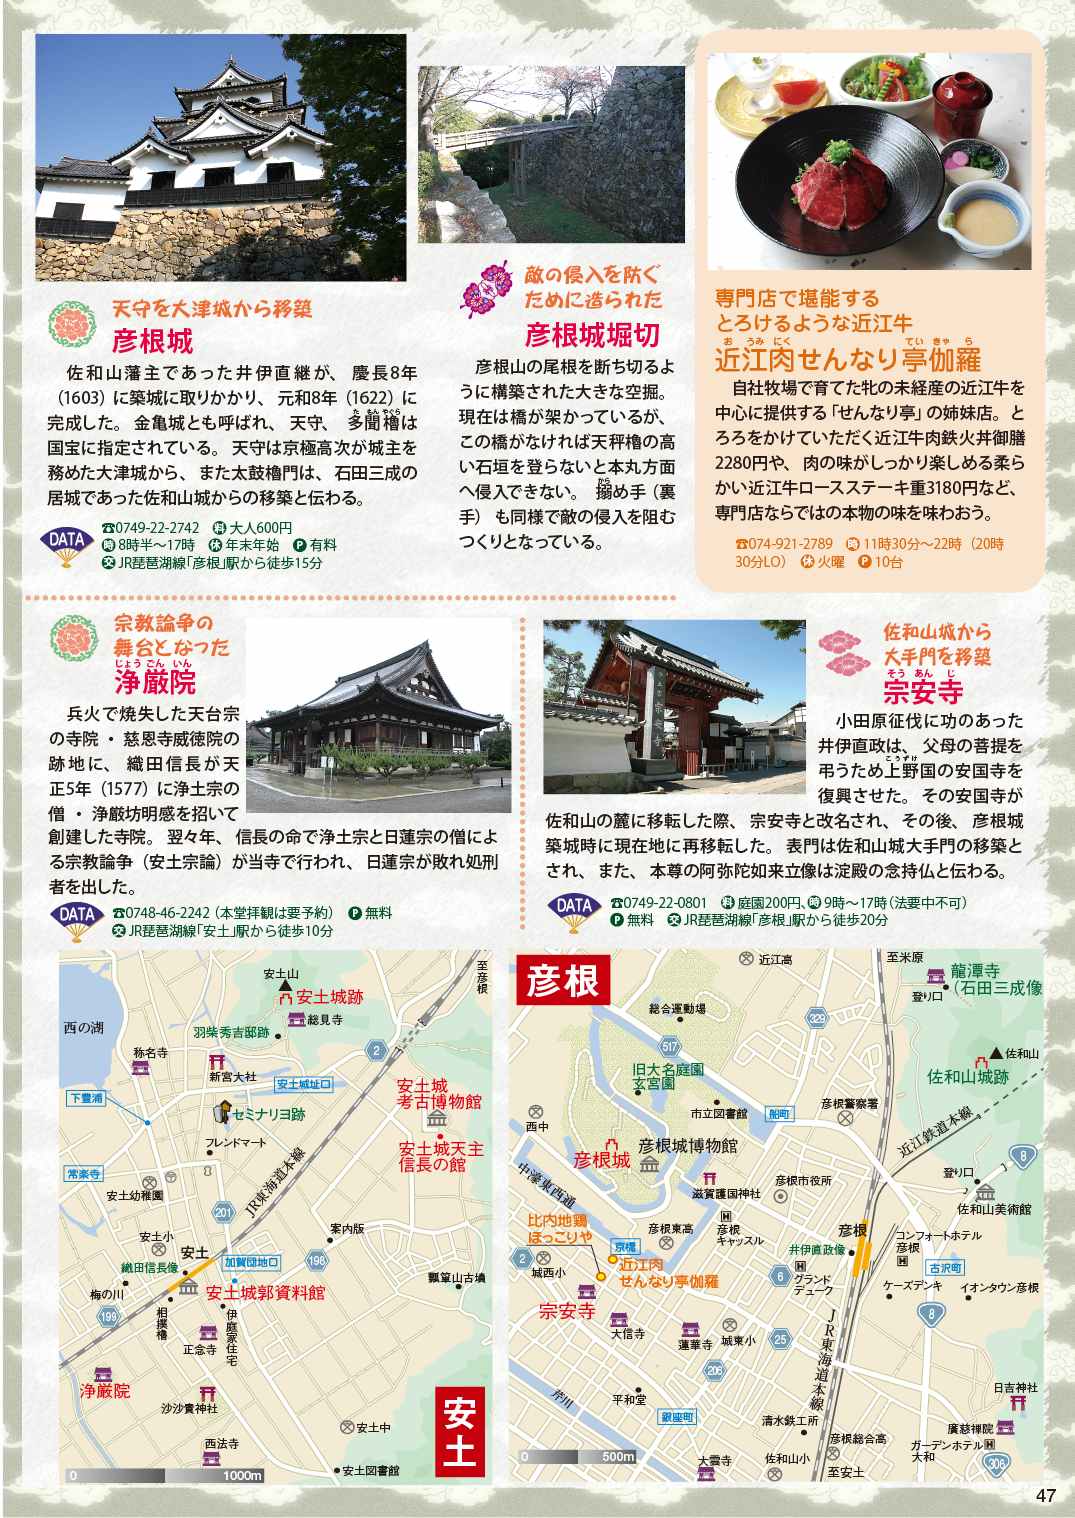 天守を大津城から移築
彦根城
佐和山藩主であった井伊直継が、慶長8年
（1603）に築城に取りかかり、元和8年（1622）に
完成した。金亀城とも呼ばれ、天守、多聞櫓は
たもんやぐら
国宝に指定されている。天守は京極高次が城主を
務めた大津城から、また太鼓櫓門は、石田三成の
居城であった佐和山城からの移築と伝わる。
DATA
☎0749-22-2742 料大人600円
時8時半〜17時 休年末年始 P有料
交JR琵琶湖線「彦根」駅から徒歩15分
敵の侵入を防ぐ
ために造られた
彦根城堀切
彦根山の尾根を断ち切るよ
うに構築された大きな空掘。
現在は橋が架かっているが、
この橋がなければ天秤櫓の高
い石垣を登らないと本丸方面
へ侵入できない。搦め手（裏
から
手）も同様で敵の侵入を阻む
つくりとなっている。
専門店で堪能する
とろけるような近江牛
おうみにく ていきゃら
近江肉せんなり亭伽羅
自社牧場で育てた牝の未経産の近江牛を
中心に提供する「せんなり亭」の姉妹店。と
ろろをかけていただく近江牛肉鉄火丼御膳
2280円や、肉の味がしっかり楽しめる柔ら
かい近江牛ロースステーキ重3180円など、
専門店ならではの本物の味を味わおう。
☎074-921-2789 時11時30分〜22時（20時
30分LO） 休火曜 P10台
宗教論争の
舞台となった
じょうごんいん
浄厳院
兵火で焼失した天台宗
の寺院・慈恩寺威徳院の
跡地に、織田信長が天
正5年（1577）に浄土宗の
僧・浄厳坊明感を招いて
創建した寺院。翌々年、信長の命で浄土宗と日蓮宗の僧によ
る宗教論争（安土宗論）が当寺で行われ、日蓮宗が敗れ処刑
者を出した。
DATA
☎0748-46-2242（本堂拝観は要予約） P無料
交JR琵琶湖線「安土」駅から徒歩10分
佐和山城から
大手門を移築
そうあんじ
宗安寺
小田原征伐に功のあった
井伊直政は、父母の菩提を
こうずけ
弔うため上野国の安国寺を
復興させた。その安国寺が
佐和山の麓に移転した際、宗安寺と改名され、その後、彦根城
築城時に現在地に再移転した。表門は佐和山城大手門の移築と
され、また、本尊の阿弥陀如来立像は淀殿の念持仏と伝わる。
DATA
☎0749-22-0801 料庭園200円、時9時〜17時（法要中不可）
P無料 交JR琵琶湖線「彦根」駅から徒歩20分
安土山
安土城跡
至彦根
西の湖
羽柴秀吉邸跡
総見寺
称名寺
新宮大社
2
下豊浦
安土城址口
安土城
考古博物館
セミナリヨ跡
フレンドマート
安土城天主
信長の館
常楽寺
JR東海道本線
安土幼稚園
201
安土小
安土
案内版
加賀団地口
198
織田信長像
瓢箪山古墳
梅の川
安土城郭資料館
199
相撲櫓
伊庭家住宅
正念寺
浄厳院
沙沙貴神社
安土中
西法寺
安土図書館
安土
0
1000m
彦根
近江高
至米原
龍潭寺
（石田三成像
登り口
総合運動場
329
517
旧大名庭園
玄宮園
佐和山
佐和山城跡
彦根警察署
市立図書館
船町
西中
近江鉄道本線
8
彦根城
彦根城博物館
中濠東西通
滋賀護国神社
彦根市役所
登り口
佐和山美術館
比内地鶏
ほっこりや
彦根東高
H
彦根
キャッスル
彦根
コンフォートホテル
彦根
H
京橋
井伊直政像
2
城西小
近江肉
せんなり亭伽羅
H
グランド
デューク
6
古沢町
ケーズデンキ
イオンタウン彦根
宗安寺
大信寺
蓮華寺
城東小
25
8
JR東海道本線
206
芹川
平和堂
銀座町
清水鉄工所
日吉神社
彦根総合高
廣慈禅院
ガーデンホテル
大和
H
306
0
500m
大雲寺
佐和山小
至安土
47